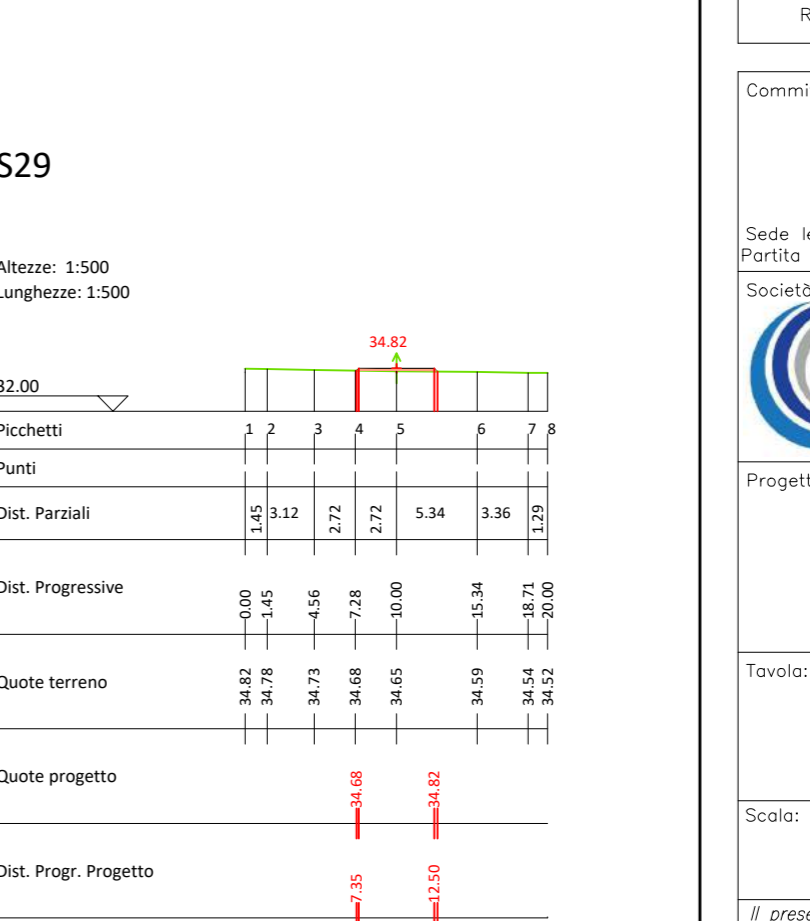 S29
Altezze: 1:500
Lunghezze: 1:500
34.82
32.00
Picchetti 1 2 3 4 5 6 7 8
Punti
Dist. Parziali 1.45 3.12 2.72 2.72 5.34 3.36 1.29
Dist. Progressive 0.00 1.45 4.56 7.28 10.00 15.34 18.71 20.00
Quote terreno 34.82 34.78 34.73 34.68 34.65 34.59 34.54 34.52
Quote progetto 34.68 34.82
Dist. Progr. Progetto 7.35 12.50
R
Commi
Sede le
Partita
Società
Progett
Tavola:
Scala:
Il prese